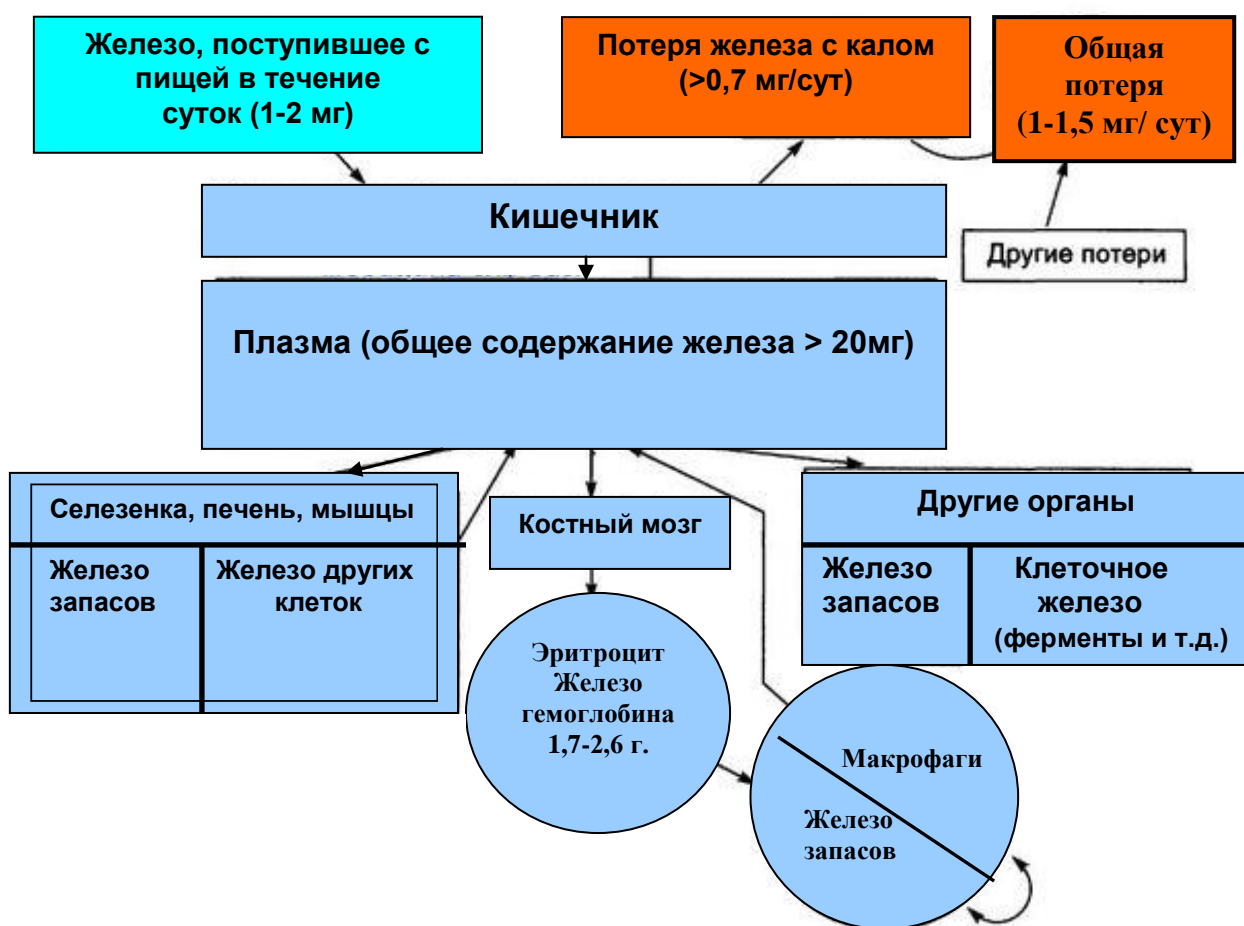 Железо, поступившее с
пищей в течение
суток (1-2 мг)
Потеря железа с калом
(>0,7 мг/сут)
Общая
потеря
(1-1,5 мг/ сут)
Кишечник
Другие потери
Плазма (общее содержание железа > 20мг)
Селезенка, печень, мышцы
Железо
запасов
Железо других
клеток
Костный мозг
Другие органы
Железо
запасов
Клеточное
железо
(ферменты и т.д.)
Эритроцит
Железо
гемоглобина
1,7-2,6 г.
Макрофаги
Железо
запасов